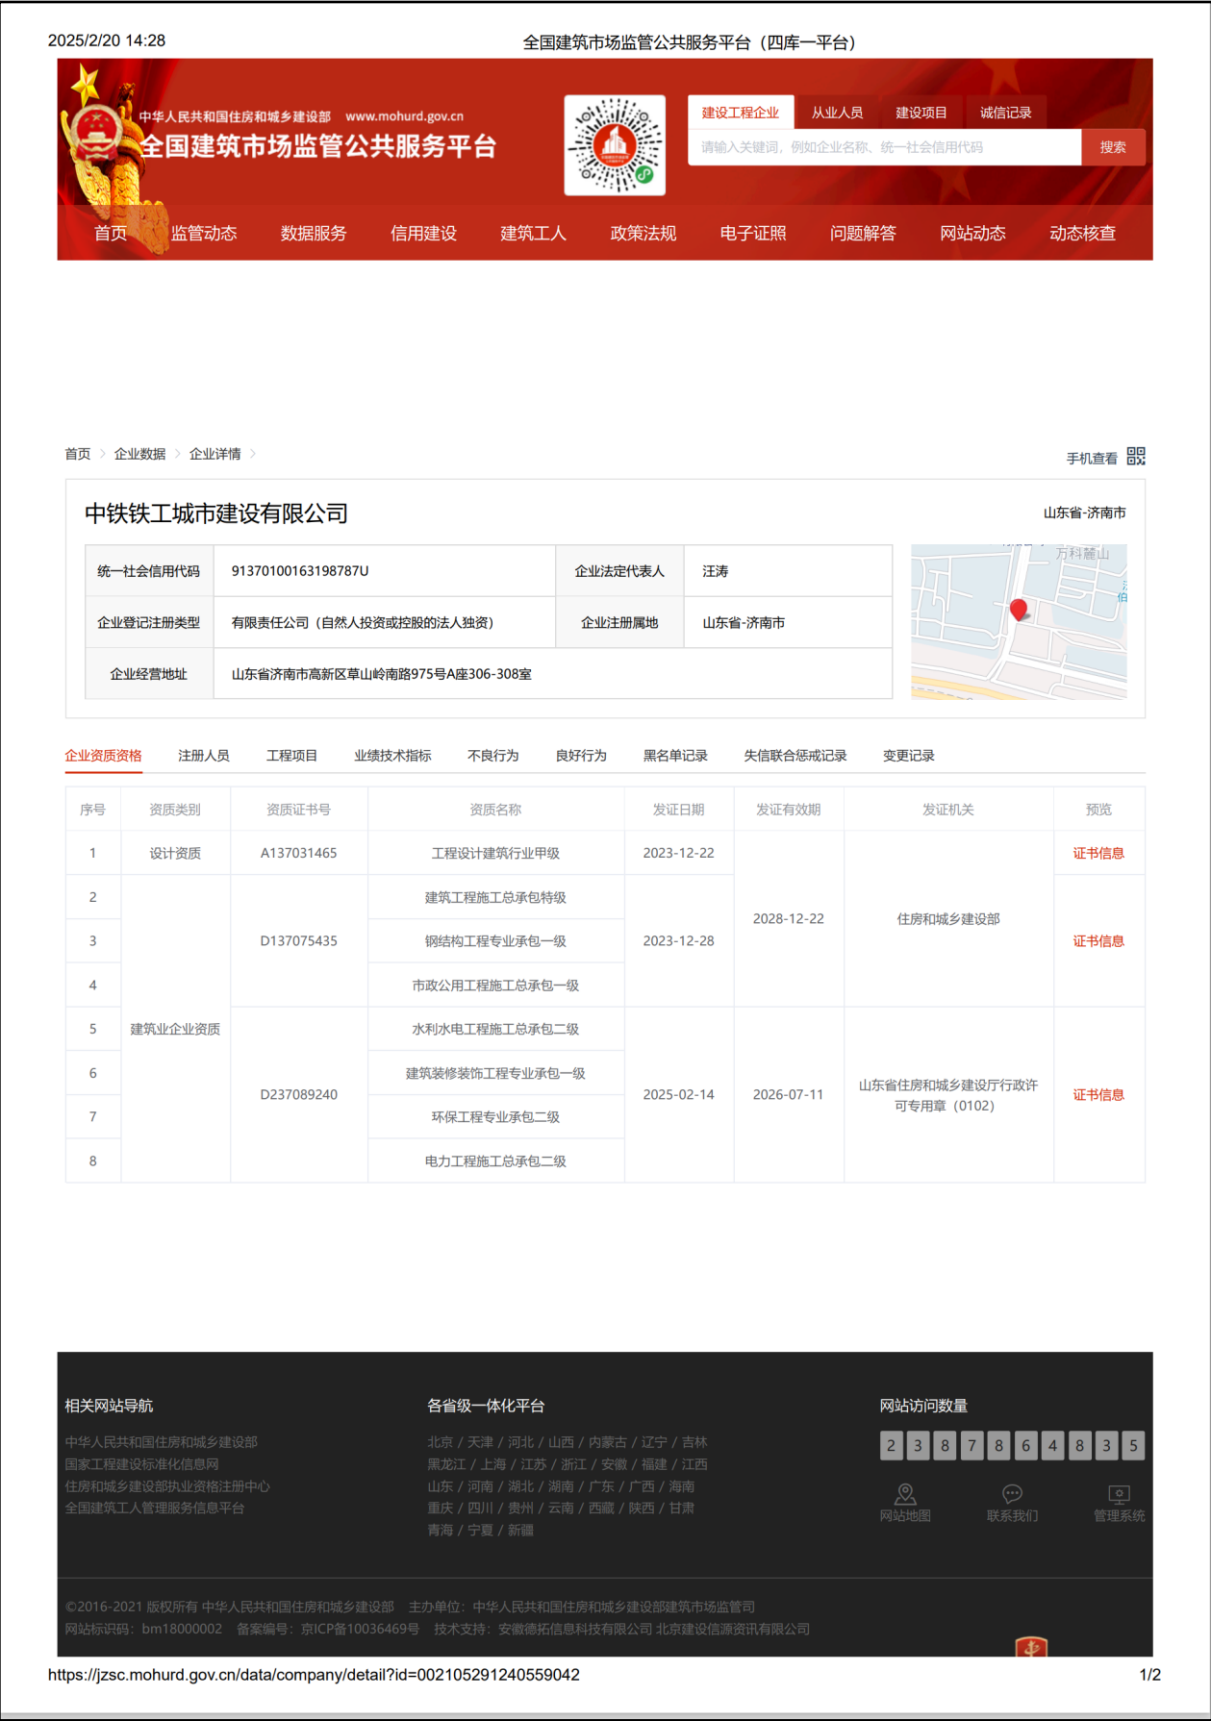 2025/2/20 14:28
全国建筑市场监管公共服务平台（四库一平台）
中华人民共和国住房和城乡建设部 www.mohurd.gov.cn
全国建筑市场监管公共服务平台
建设工程企业 从业人员 建设项目 诚信记录
请输入关键词，例如企业名称、统一社会信用代码 搜索
首页 监管动态 数据服务 信用建设 建筑工人 政策法规 电子证照 问题解答 网站动态 动态核查
首页 > 企业数据 > 企业详情 >
手机查看
中铁铁工城市建设有限公司
山东省-济南市
统一社会信用代码 91370100163198787U 企业法定代表人 汪涛
企业登记注册类型 有限责任公司（自然人投资或控股的法人独资） 企业注册属地 山东省-济南市
企业经营地址 山东省济南市高新区草山岭南路975号A座306-308室
万科麓山
企业资质资格 注册人员 工程项目 业绩技术指标 不良行为 良好行为 黑名单记录 失信联合惩戒记录 变更记录
序号 资质类别 资质证书号 资质名称 发证日期 发证有效期 发证机关 预览
1 设计资质 A137031465 工程设计建筑行业甲级 2023-12-22 证书信息
2 建筑工程施工总承包特级
2028-12-22 住房和城乡建设部
3 D137075435 钢结构工程专业承包一级 2023-12-28 证书信息
4 市政公用工程施工总承包一级
5 建筑业企业资质 水利水电工程施工总承包二级
6 建筑装修装饰工程专业承包一级
D237089240 2025-02-14 2026-07-11 山东省住房和城乡建设厅行政许
可专用章（0102） 证书信息
7 环保工程专业承包二级
8 电力工程施工总承包二级
相关网站导航
中华人民共和国住房和城乡建设部
国家工程建设标准化信息网
住房和城乡建设部执业资格注册中心
全国建筑工人管理服务信息平台
各省级一体化平台
北京 / 天津 / 河北 / 山西 / 内蒙古 / 辽宁 / 吉林
黑龙江 / 上海 / 江苏 / 浙江 / 安徽 / 福建 / 江西
山东 / 河南 / 湖北 / 湖南 / 广东 / 广西 / 海南
重庆 / 四川 / 贵州 / 云南 / 西藏 / 陕西 / 甘肃
青海 / 宁夏 / 新疆
网站访问数量
2 3 8 7 8 6 4 8 3 5
网站地图 联系我们 管理系统
©2016-2021 版权所有 中华人民共和国住房和城乡建设部 主办单位：中华人民共和国住房和城乡建设部建筑市场监管司
网站标识码：bm18000002 备案编号：京ICP备10036469号 技术支持：安徽德拓信息科技有限公司 北京建设信源资讯有限公司
https://jzsc.mohurd.gov.cn/data/company/detail?id=002105291240559042
1/2